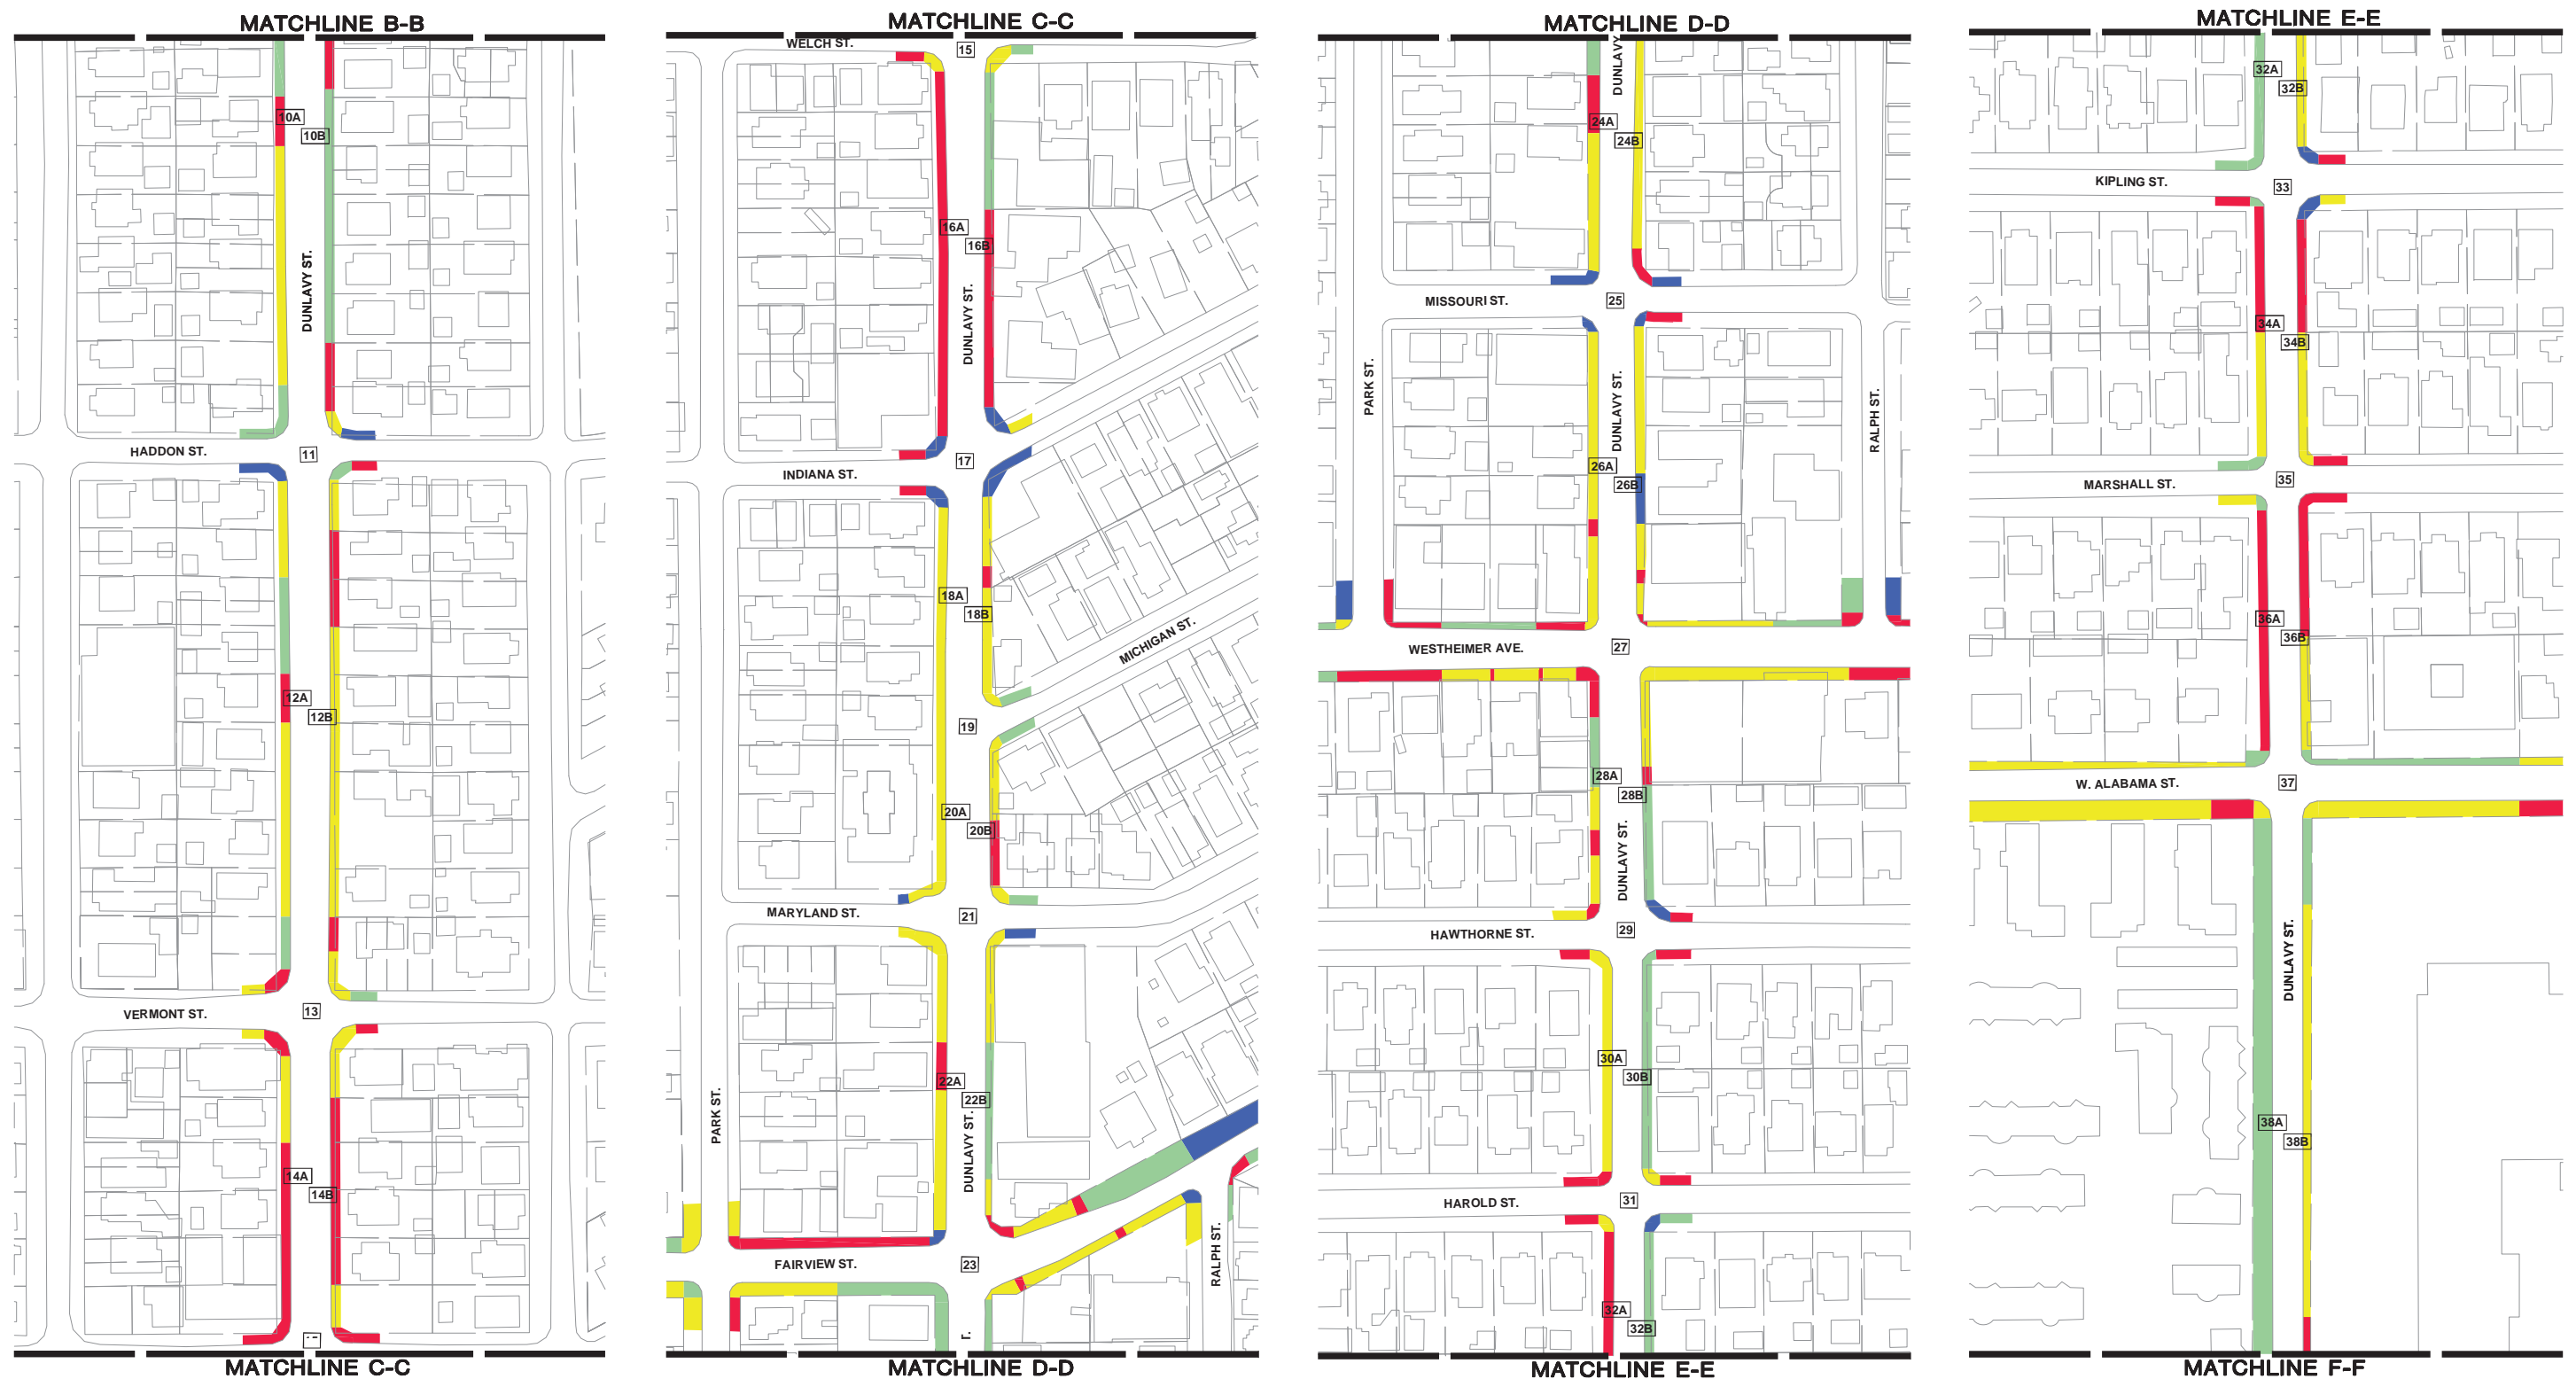 MATCHLINE B-B
10A
10B
DUNLAVY ST.
HADDON ST.
11
12A
12B
VERMONT ST.
13
14A
14B
MATCHLINE C-C
MATCHLINE C-C
WELCH ST.
15
16A
16B
DUNLAVY ST.
INDIANA ST.
17
18A
18B
MICHIGAN ST.
19
20A
20B
MARYLAND ST.
21
22A
22B
PARK ST.
DUNLAVY ST.
RALPH ST.
FAIRVIEW ST.
23
T.
MATCHLINE D-D
MATCHLINE D-D
DUNLAVY
24A
24B
MISSOURI ST.
25
PARK ST.
DUNLAVY ST.
RALPH ST.
26A
26B
WESTHEIMER AVE.
27
28A
28B
DUNLAVY ST.
HAWTHORNE ST.
29
30A
30B
HAROLD ST.
31
32A
32B
MATCHLINE E-E
MATCHLINE E-E
32A
32B
KIPLING ST.
33
34A
34B
MARSHALL ST.
35
36A
36B
W. ALABAMA ST.
37
DUNLAVY ST.
38A
38B
MATCHLINE F-F